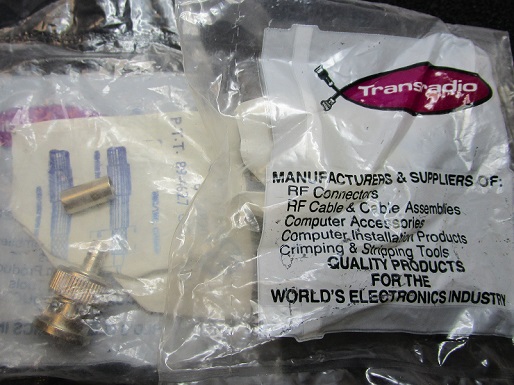 Transradio
MANUFACTURERS & SUPPLIERS OF:
RF Connectors
RF Cable & Cable Assemblies
Computer Accessories
Computer Installation Products
Crimping & Stripping Tools
QUALITY PRODUCTS
FOR THE
WORLD'S ELECTRONICS INDUSTRY